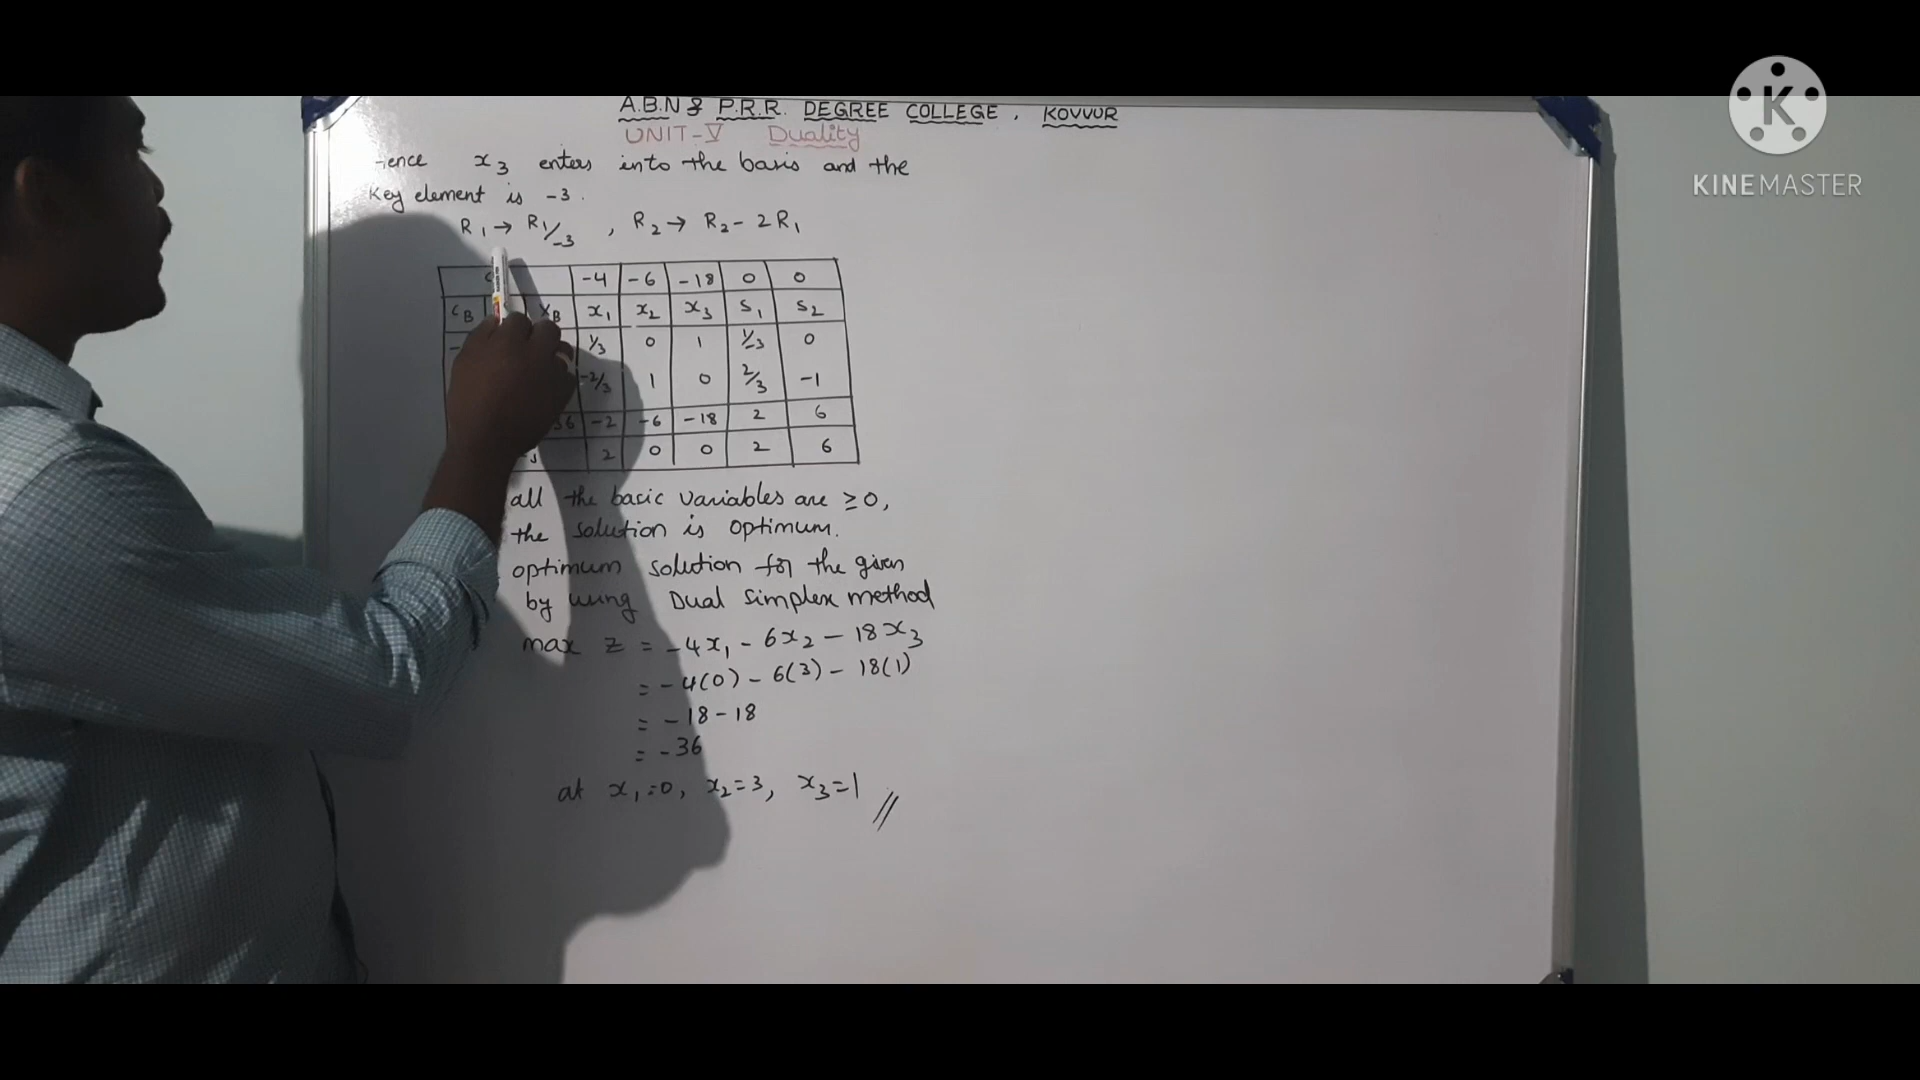 A.B.N & P.R.R. DEGREE COLLEGE, KOVVUR
UNIT-V Duality
KINEMASTER
x3 enters into the basis and the
Key element is -3.
R1 → R1/-3 , R2 → R2 - 2R1
-4 -6 -18 0 0
CB XB x1 x2 x3 S1 S2
1/3 0 1 1/-3 0
-2/3 1 0 2/3 -1
-2 -6 -18 2 6
2 0 0 2 6
all the basic variables are ≥ 0,
the solution is optimum.
optimum solution for the given
by using Dual simplex method
max z = -4x1 - 6x2 - 18x3
= -4(0) - 6(3) - 18(1)
= -18-18
= -36
at x1=0, x2=3, x3=1 //